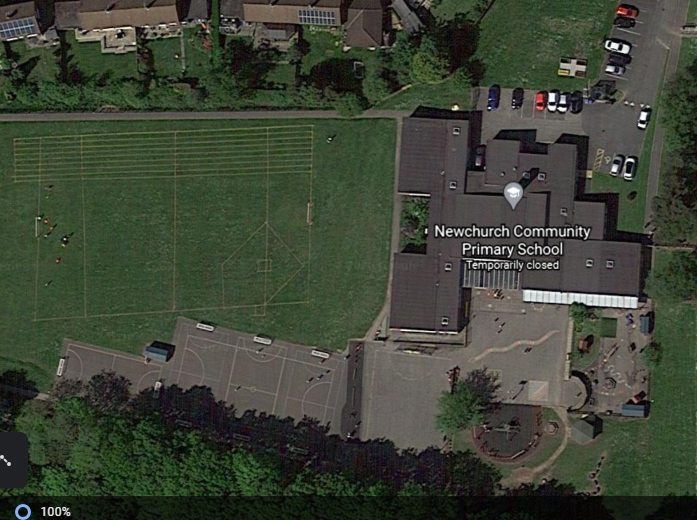 Newchurch Community
Primary School
Temporarily closed
100%